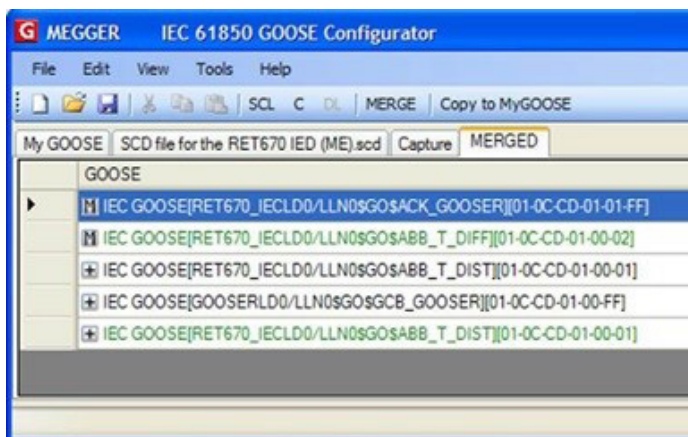 G MEGGER IEC 61850 GOOSE Configurator
File Edit View Tools Help
SCL C DL MERGE Copy to MyGOOSE
My GOOSE SCD file for the RET670 IED (ME).scd Capture MERGED
GOOSE
M IEC GOOSE[RET670_IECLD0/LLN0$GO$ACK_GOOSER][01-0C-CD-01-01-FF]
M IEC GOOSE[RET670_IECLD0/LLN0$GO$ABB_T_DIFF][01-0C-CD-01-00-02]
IEC GOOSE[RET670_IECLD0/LLN0$GO$ABB_T_DIST][01-0C-CD-01-00-01]
IEC GOOSE[GOOSERLD0/LLN0$GO$GCB_GOOSER][01-0C-CD-01-00-FF]
IEC GOOSE[RET670_IECLD0/LLN0$GO$ABB_T_DIST][01-0C-CD-01-00-01]